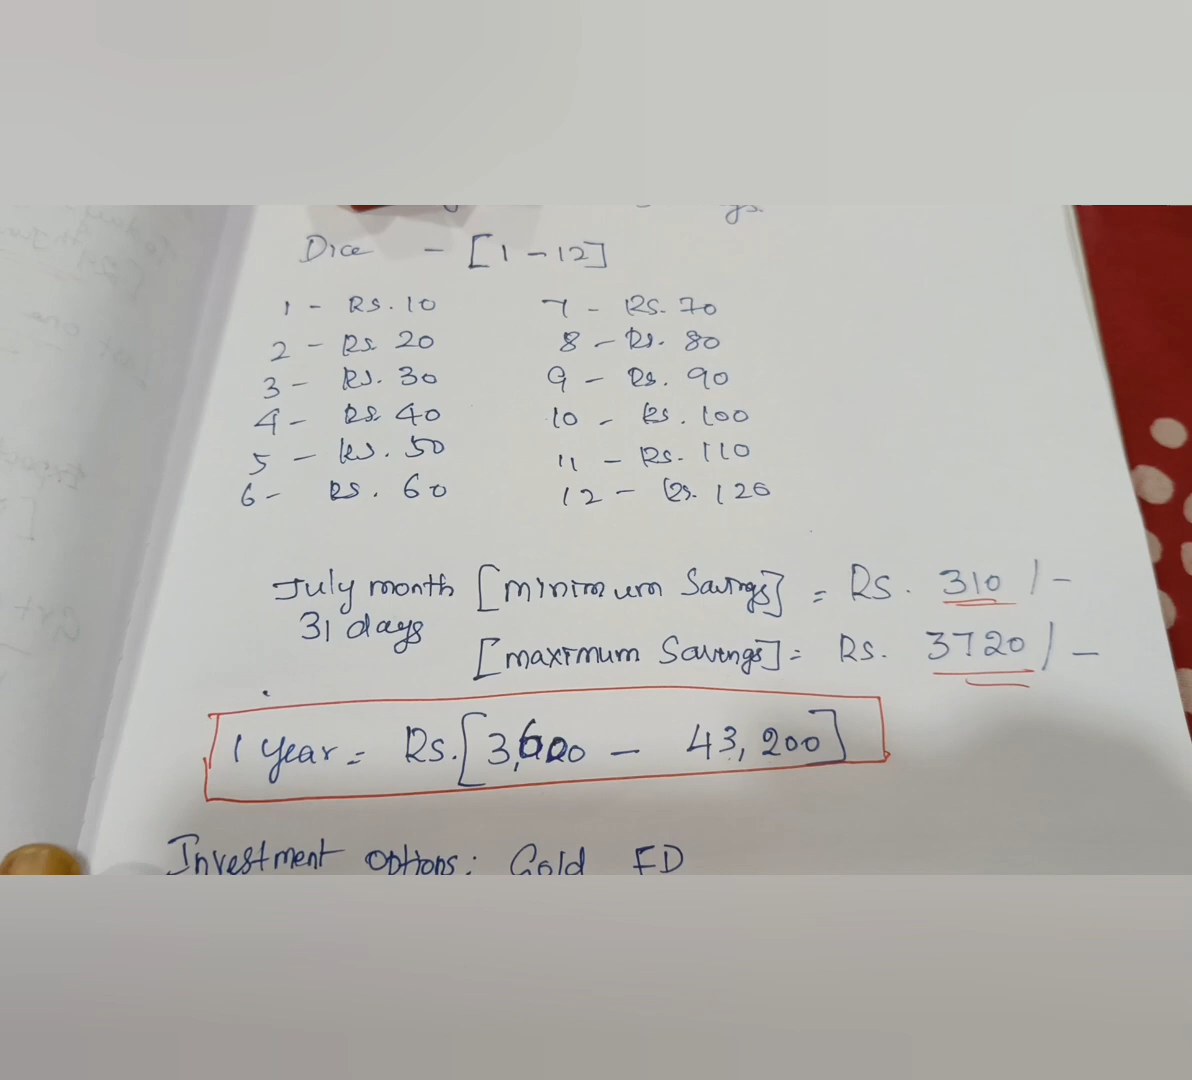 Dice - [1-12]
1 - Rs. 10
2 - Rs. 20
3 - Rs. 30
4 - Rs. 40
5 - Rs. 50
6 - Rs. 60
7 - Rs. 70
8 - Rs. 80
9 - Rs. 90
10 - Rs. 100
11 - Rs. 110
12 - Rs. 120
July month [minimum Savings] = Rs. 310/-
31 days
[maximum Savings] = Rs. 3720/-
1 year = Rs. [3,600 - 43,200]
Investment options: Gold FD